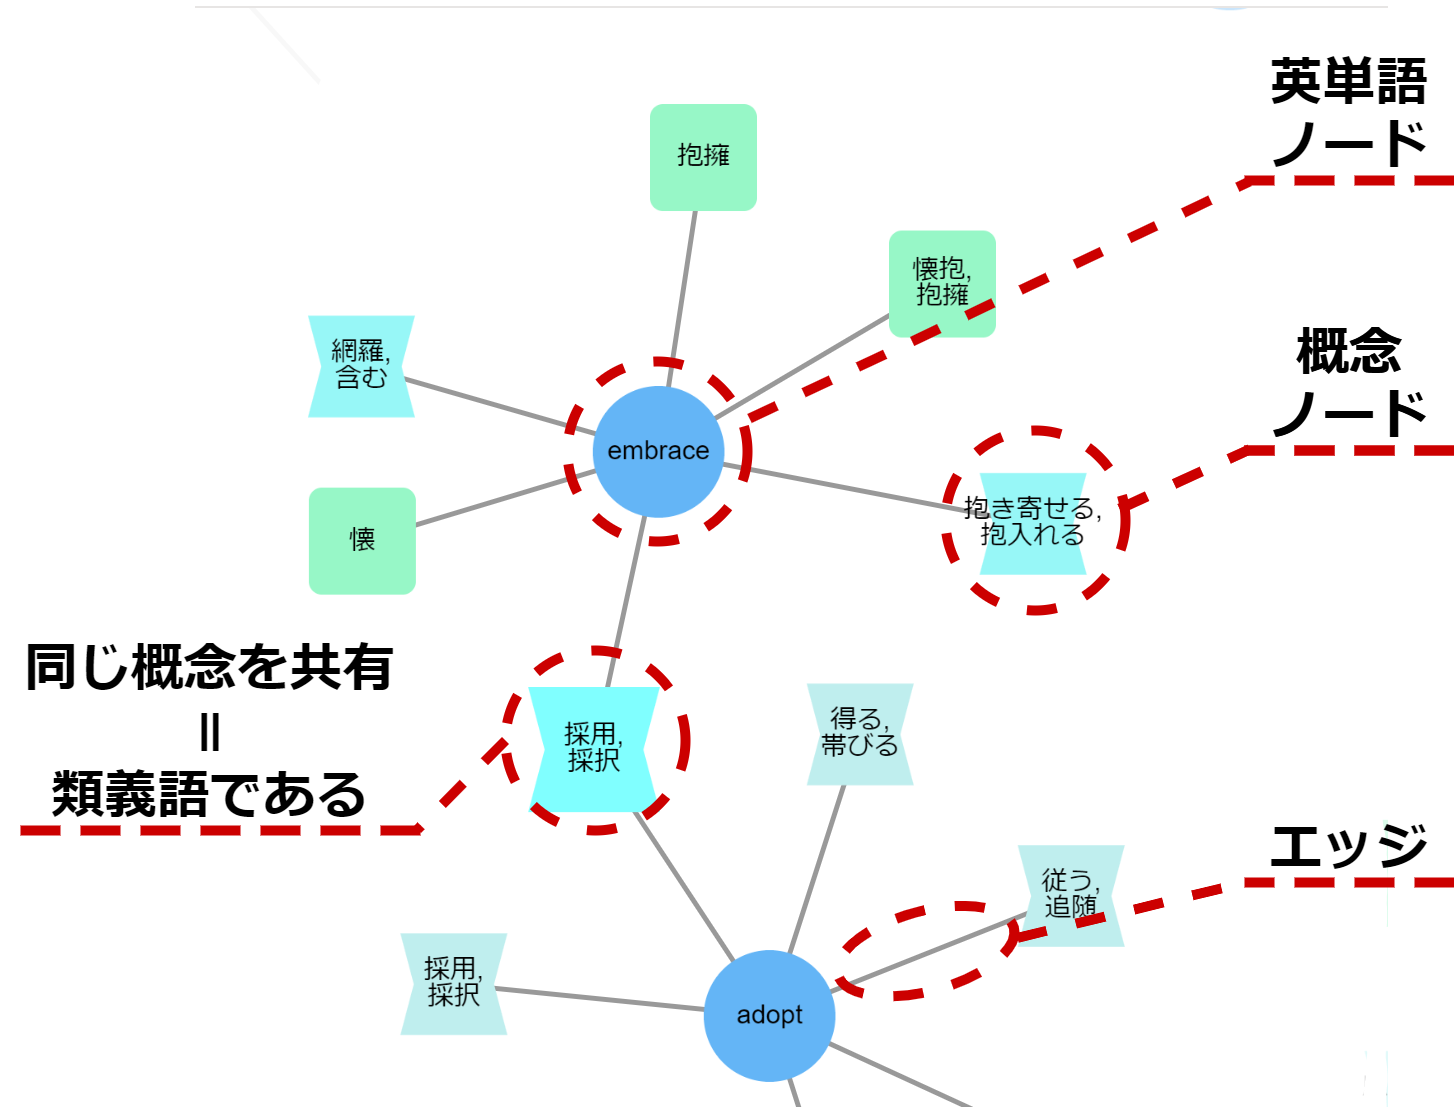 英単語
ノード
抱擁
懐抱,
抱擁
網羅,
含む
概念
ノード
embrace
抱き寄せる,
抱入れる
懐
同じ概念を共有
||
類義語である
採用,
採択
得る,
帯びる
エッジ
従う,
追随
採用,
採択
adopt